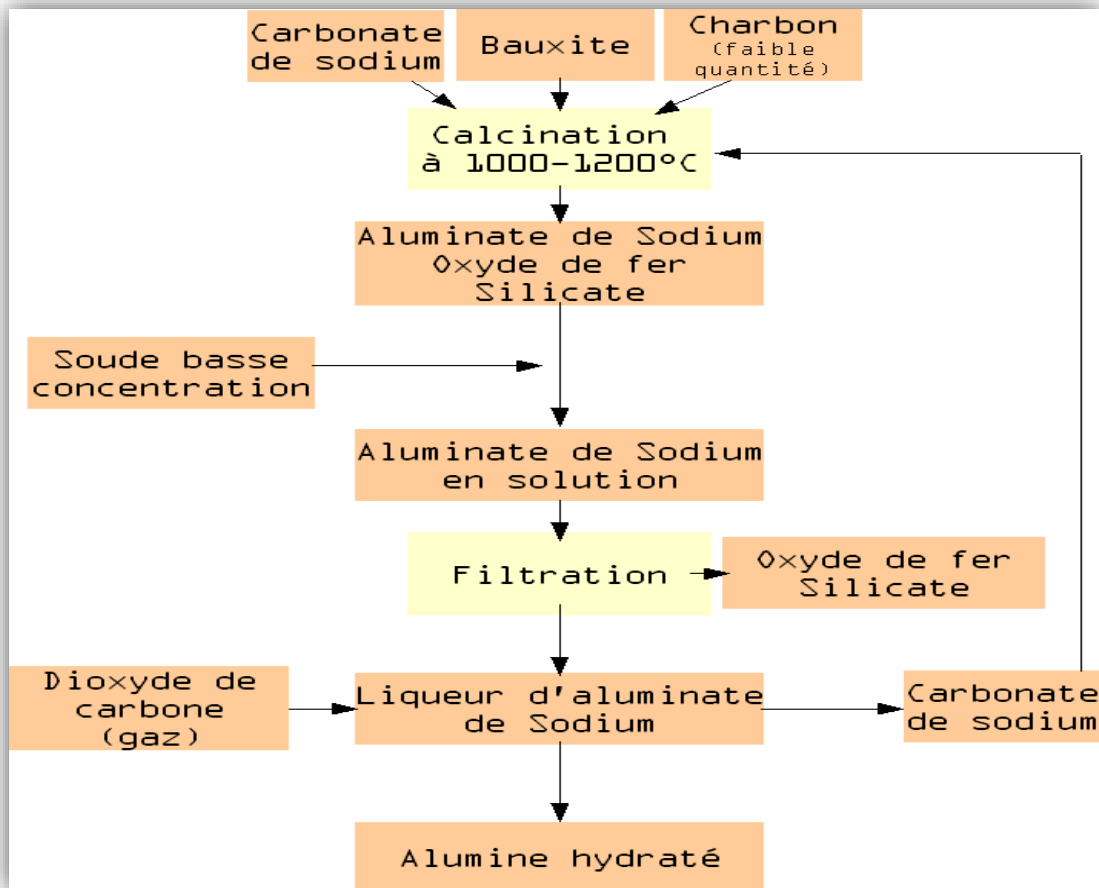 Carbonate
de sodium
Bauxite
Charbon
(faible
quantité)
Calcination
à 1000-1200°C
Aluminate de Sodium
Oxyde de fer
Silicate
Soude basse
concentration
Aluminate de Sodium
en solution
Filtration
Oxyde de fer
Silicate
Dioxyde de
carbone
(gaz)
Liqueur d'aluminate
de Sodium
Carbonate
de sodium
Alumine hydraté